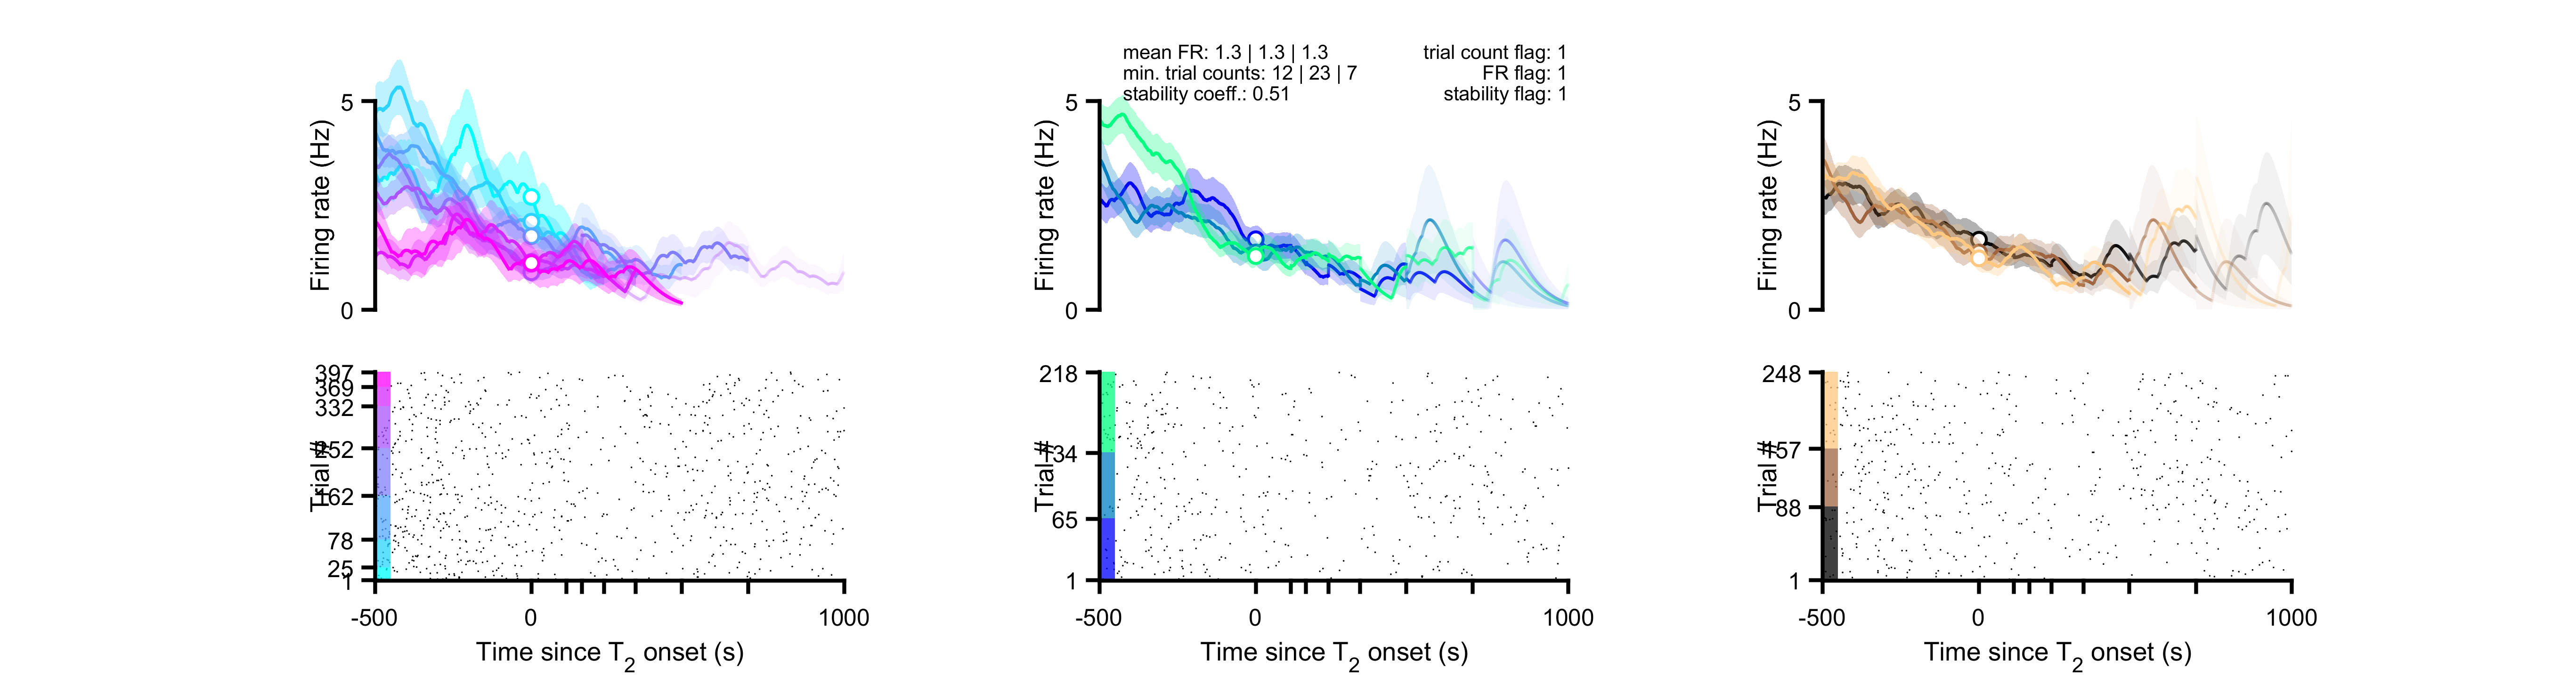 mean FR: 1.3 | 1.3 | 1.3
min. trial counts: 12 | 23 | 7
stability coeff.: 0.51
trial count flag: 1
FR flag: 1
stability flag: 1
Firing rate (Hz)
5
0
Firing rate (Hz)
5
0
Firing rate (Hz)
5
0
Trial #
397
369
332
252
162
78
25
1
-500
0
1000
Time since T2 onset (s)
Trial #
218
134
65
1
-500
0
1000
Time since T2 onset (s)
Trial #
248
157
88
1
-500
0
1000
Time since T2 onset (s)